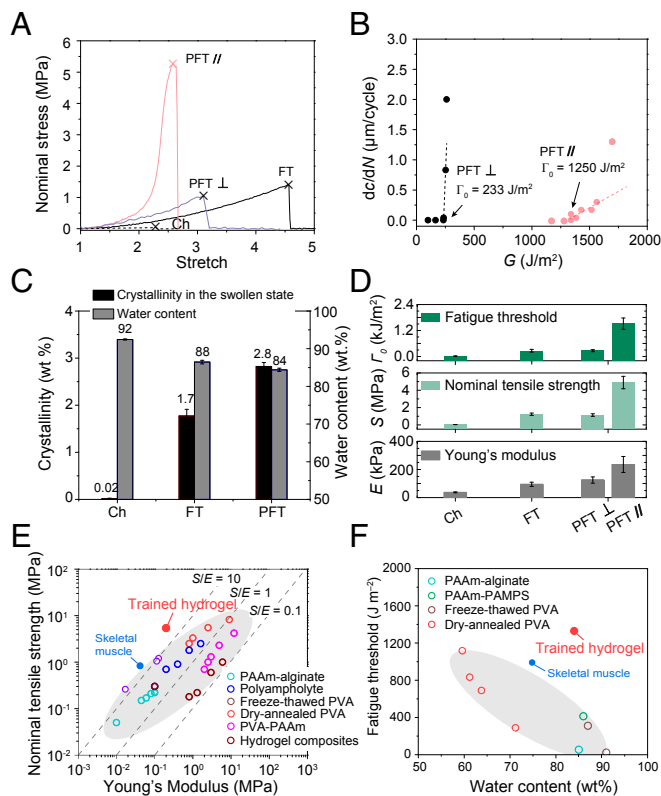 A
Nominal stress (MPa)
6
5
4
3
2
1
0
1
2
3
4
5
Stretch
PFT //
PFT ⊥
FT
Ch
B
dc/dN (μm/cycle)
3.0
2.5
2.0
1.5
1.0
0.5
0.0
0
500
1000
1500
2000
G (J/m²)
PFT ⊥
Γ₀ = 233 J/m²
PFT //
Γ₀ = 1250 J/m²
C
Crystallinity (wt %)
4
3
2
1
0
Crystallinity in the swollen state
Water content
92
88
2.8
84
1.7
0.02
Ch
FT
PFT
100
90
80
70
60
50
Water content (wt.%)
D
Γ₀ (kJ/m²)
2.4
1.2
0.0
Fatigue threshold
S (MPa)
6
4
2
0
Nominal tensile strength
E (kPa)
400
200
0
Young's modulus
Ch
FT
PFT ⊥
PFT //
E
Nominal tensile strength (MPa)
10²
10¹
10⁰
10⁻¹
10⁻²
10⁻³
10⁻²
10⁻¹
10⁰
10¹
10²
10³
Young's Modulus (MPa)
S/E = 10
S/E = 1
S/E = 0.1
Trained hydrogel
Skeletal
muscle
PAAm-alginate
Polyampholyte
Freeze-thawed PVA
Dry-annealed PVA
PVA-PAAm
Hydrogel composites
F
Fatigue threshold (J m⁻²)
2000
1600
1200
800
400
0
50
60
70
80
90
100
Water content (wt%)
PAAm-alginate
PAAm-PAMPS
Freeze-thawed PVA
Dry-annealed PVA
Trained hydrogel
Skeletal muscle